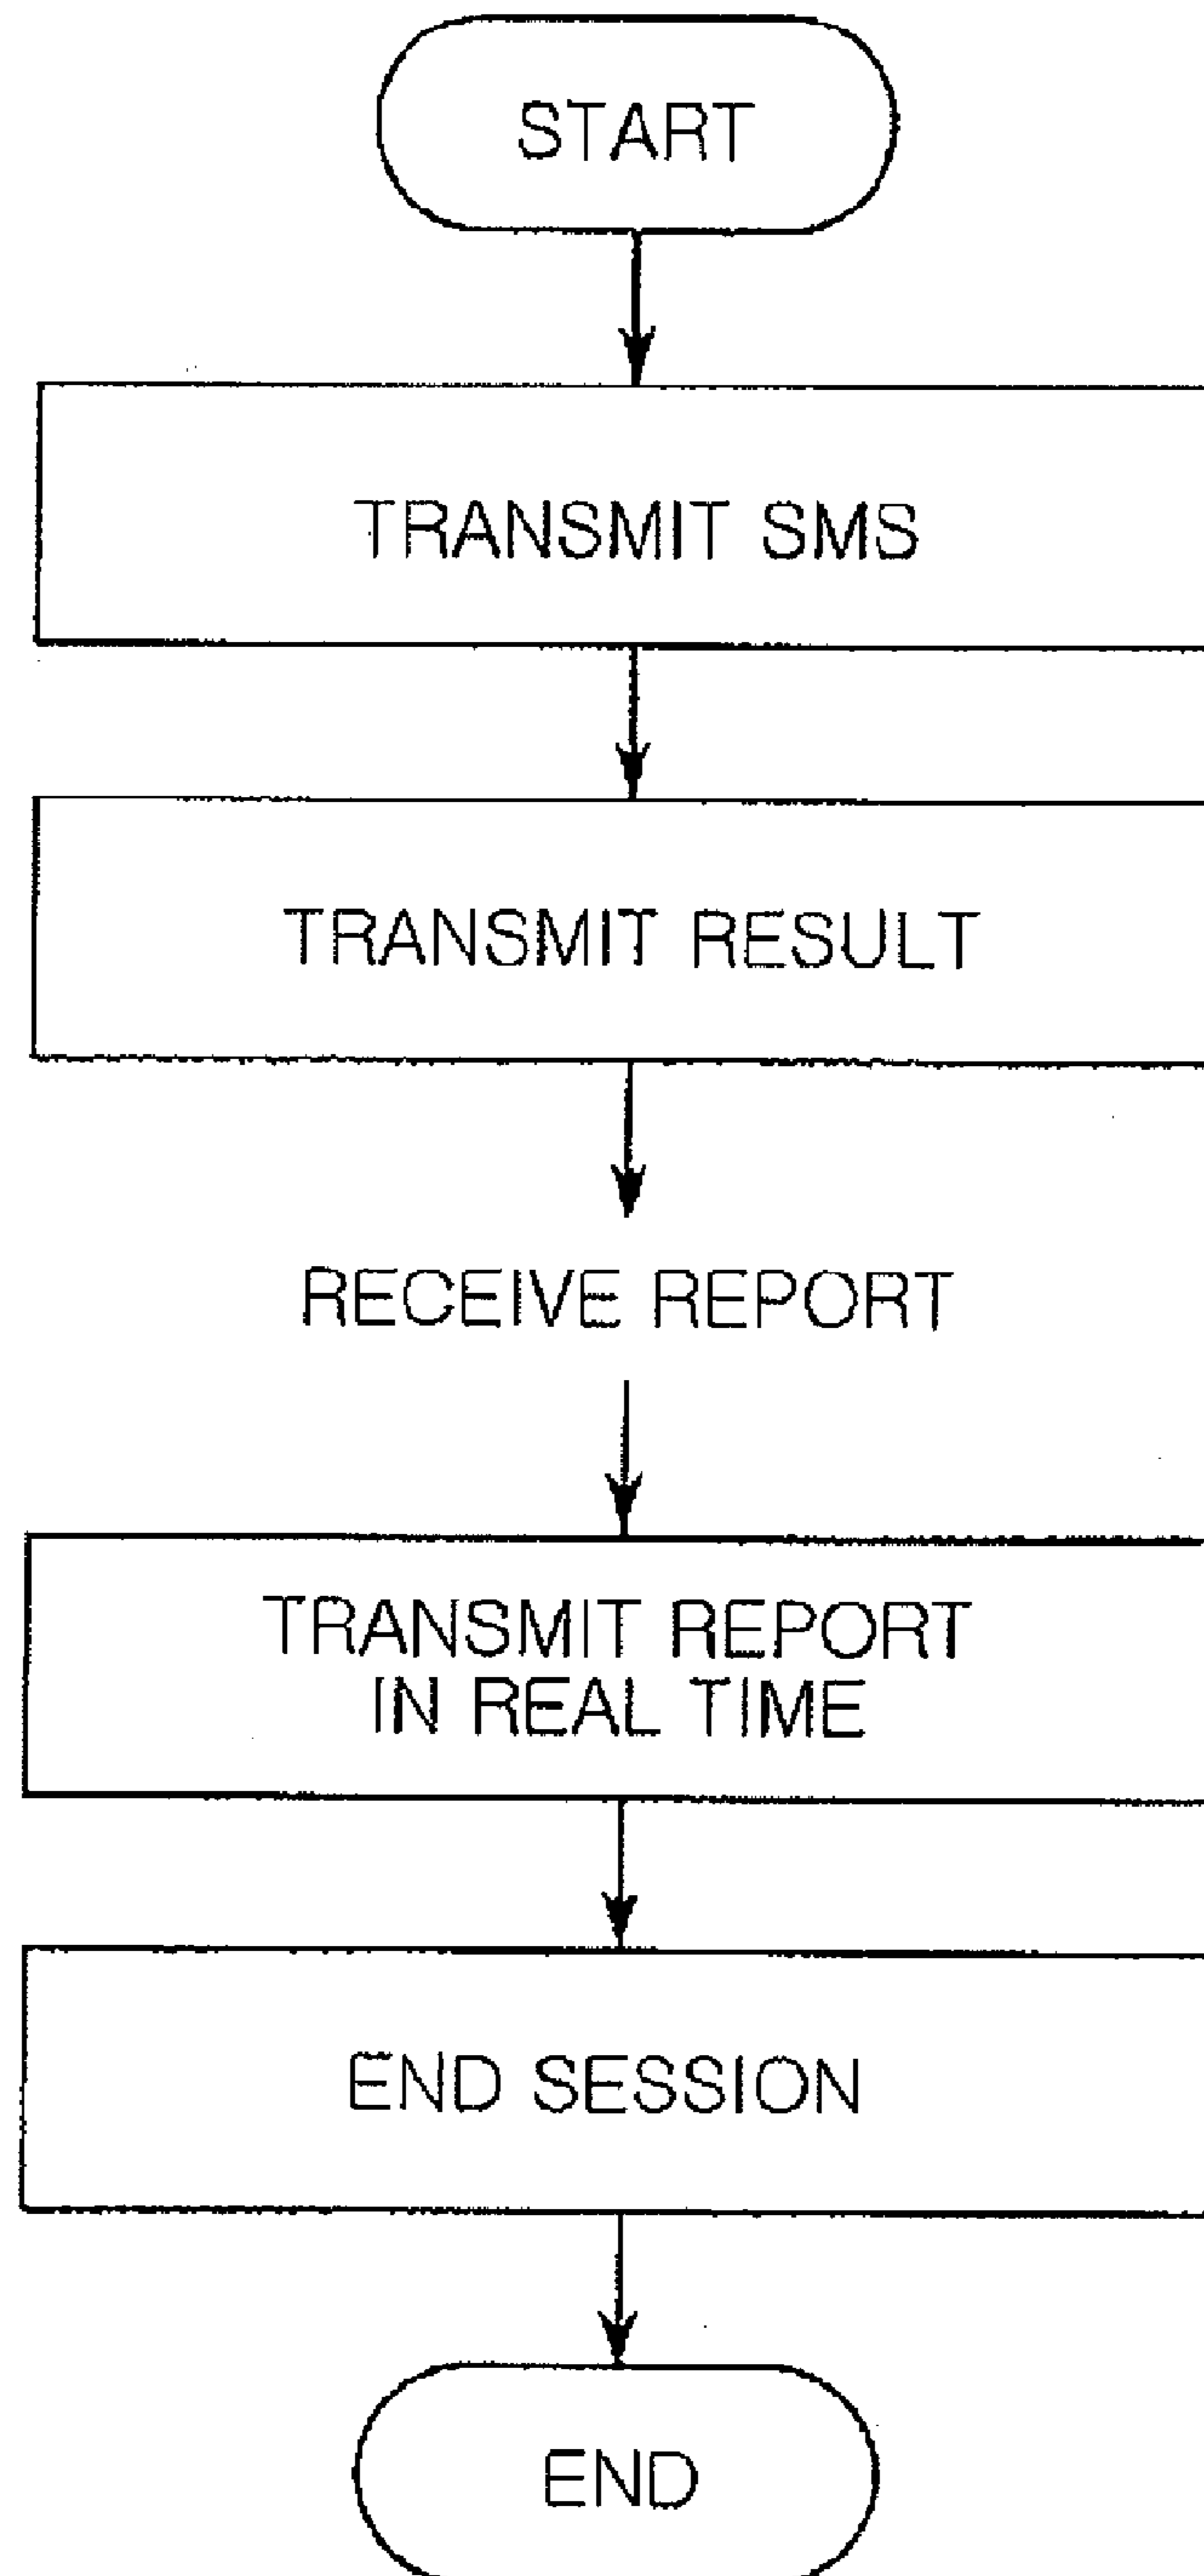 START
TRANSMIT SMS
TRANSMIT RESULT
RECEIVE REPORT
TRANSMIT REPORT
IN REAL TIME
END SESSION
END